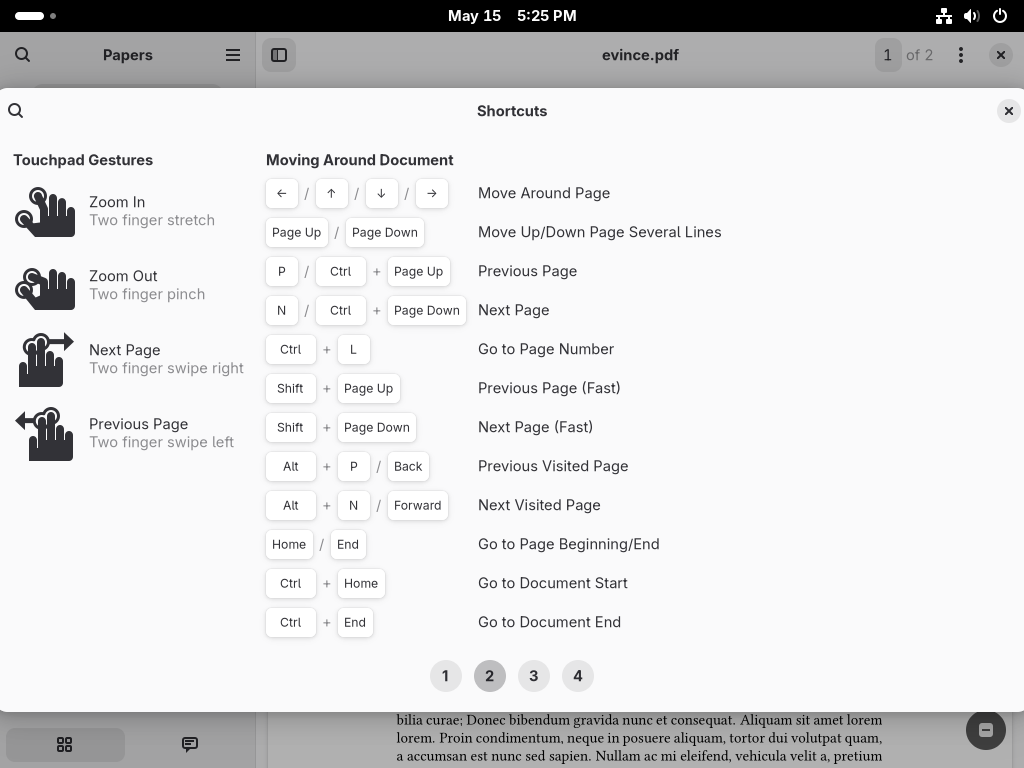 May 15 5:25 PM
Papers
evince.pdf
1 of 2
Shortcuts
Touchpad Gestures
Zoom In
Two finger stretch
Zoom Out
Two finger pinch
Next Page
Two finger swipe right
Previous Page
Two finger swipe left
Moving Around Document
← / ↑ / ↓ / → Move Around Page
Page Up / Page Down Move Up/Down Page Several Lines
P / Ctrl + Page Up Previous Page
N / Ctrl + Page Down Next Page
Ctrl + L Go to Page Number
Shift + Page Up Previous Page (Fast)
Shift + Page Down Next Page (Fast)
Alt + P / Back Previous Visited Page
Alt + N / Forward Next Visited Page
Home / End Go to Page Beginning/End
Ctrl + Home Go to Document Start
Ctrl + End Go to Document End
1 2 3 4
bilia curae; Donec bibendum gravida nunc et consequat. Aliquam sit amet lorem
lorem. Proin condimentum, neque in posuere aliquam, tortor dui volutpat quam,
a accumsan est nunc sed sapien. Nullam ac mi eleifend, vehicula velit a, pretium